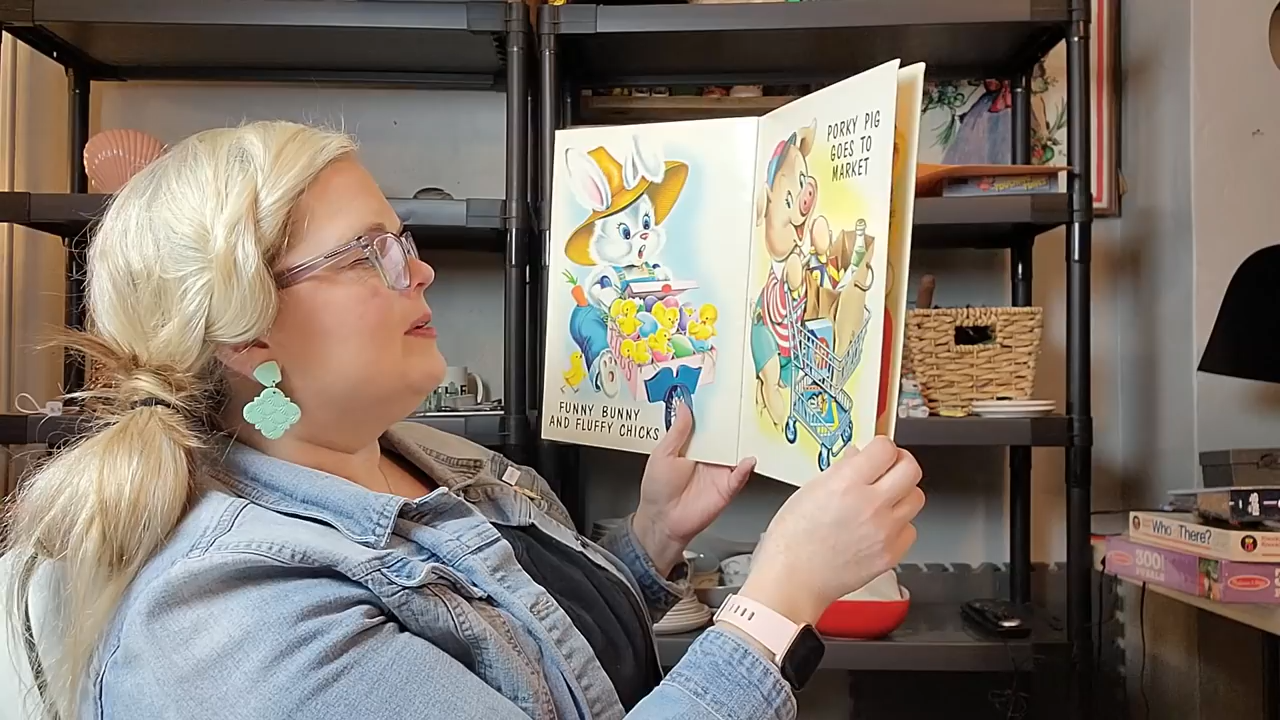 FUNNY BUNNY
AND FLUFFY CHICKS
PORKY PIG
GOES TO
MARKET
Who's There?
300